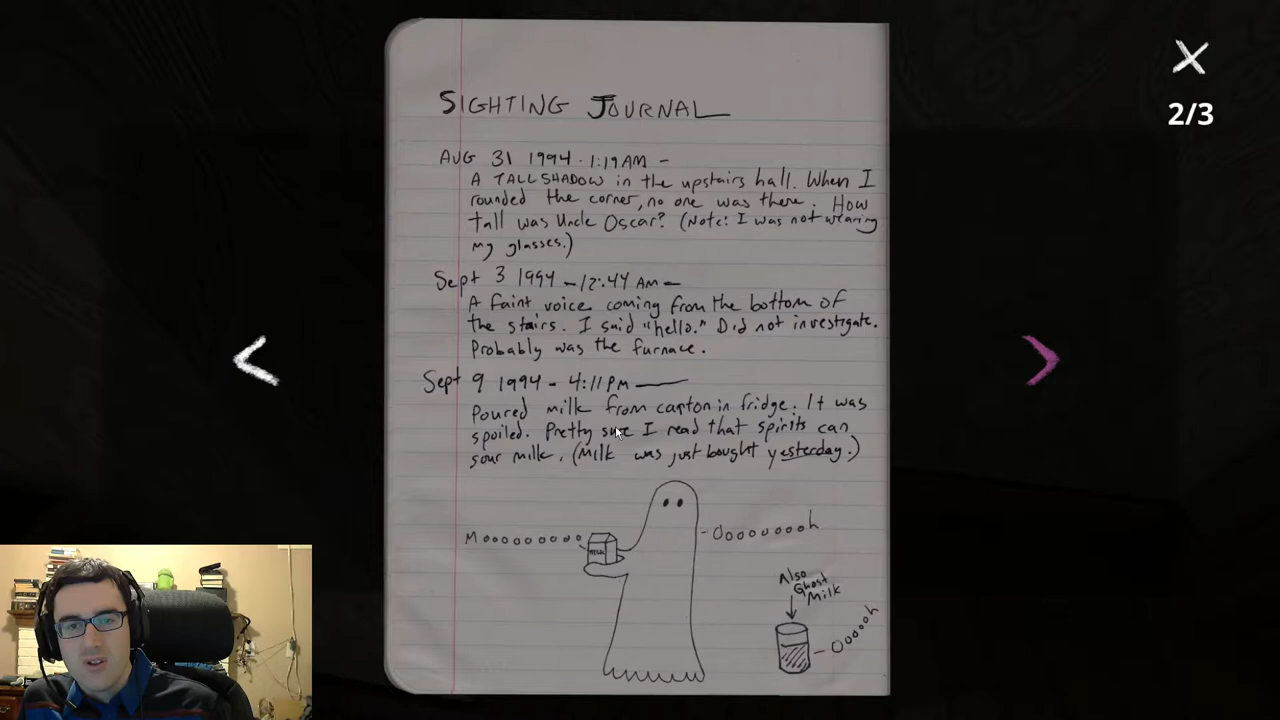 2/3
SIGHTING JOURNAL
AUG 31 1994 - 1:19 AM -
A TALL SHADOW in the upstairs hall. When I
rounded the corner, no one was there. How
tall was Uncle Oscar? (Note: I was not wearing
my glasses.)
Sept 3 1994 - 12:44 AM -
A faint voice coming from the bottom of
the stairs. I said "hello." Did not investigate.
Probably was the furnace.
Sept 9 1994 - 4:11 PM -
Poured milk from carton in fridge. It was
spoiled. Pretty sure I read that spirits can
sour milk. (Milk was just bought yesterday.)
Mooooooooo
MILK
-Ooooooooh
Also
Ghost
Milk
-Ooooooh